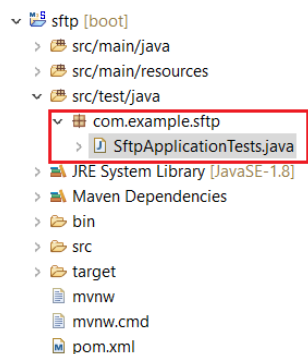 sftp [boot]
src/main/java
src/main/resources
src/test/java
com.example.sftp
SftpApplicationTests.java
JRE System Library [JavaSE-1.8]
Maven Dependencies
bin
src
target
mvnw
mvnw.cmd
pom.xml